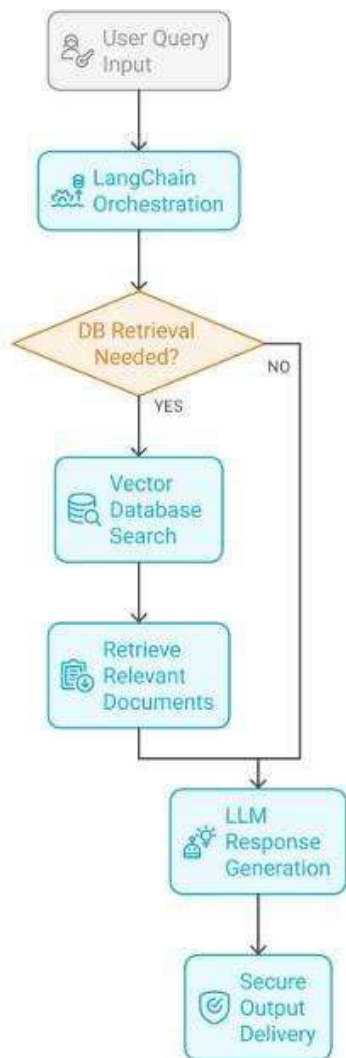 User Query
Input
LangChain
Orchestration
DB Retrieval
Needed?
NO
YES
Vector
Database
Search
Retrieve
Relevant
Documents
LLM
Response
Generation
Secure
Output
Delivery